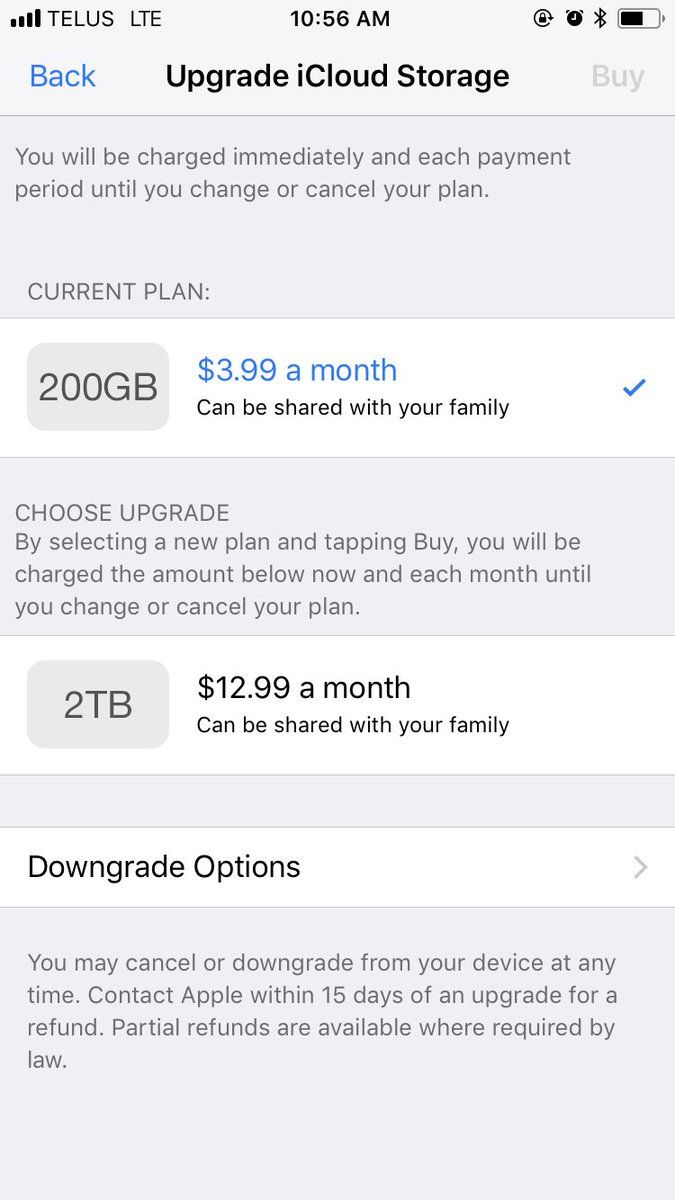 TELUS LTE 10:56 AM
Back Upgrade iCloud Storage Buy
You will be charged immediately and each payment
period until you change or cancel your plan.
CURRENT PLAN:
200GB
$3.99 a month
Can be shared with your family
CHOOSE UPGRADE
By selecting a new plan and tapping Buy, you will be
charged the amount below now and each month until
you change or cancel your plan.
2TB
$12.99 a month
Can be shared with your family
Downgrade Options
You may cancel or downgrade from your device at any
time. Contact Apple within 15 days of an upgrade for a
refund. Partial refunds are available where required by
law.